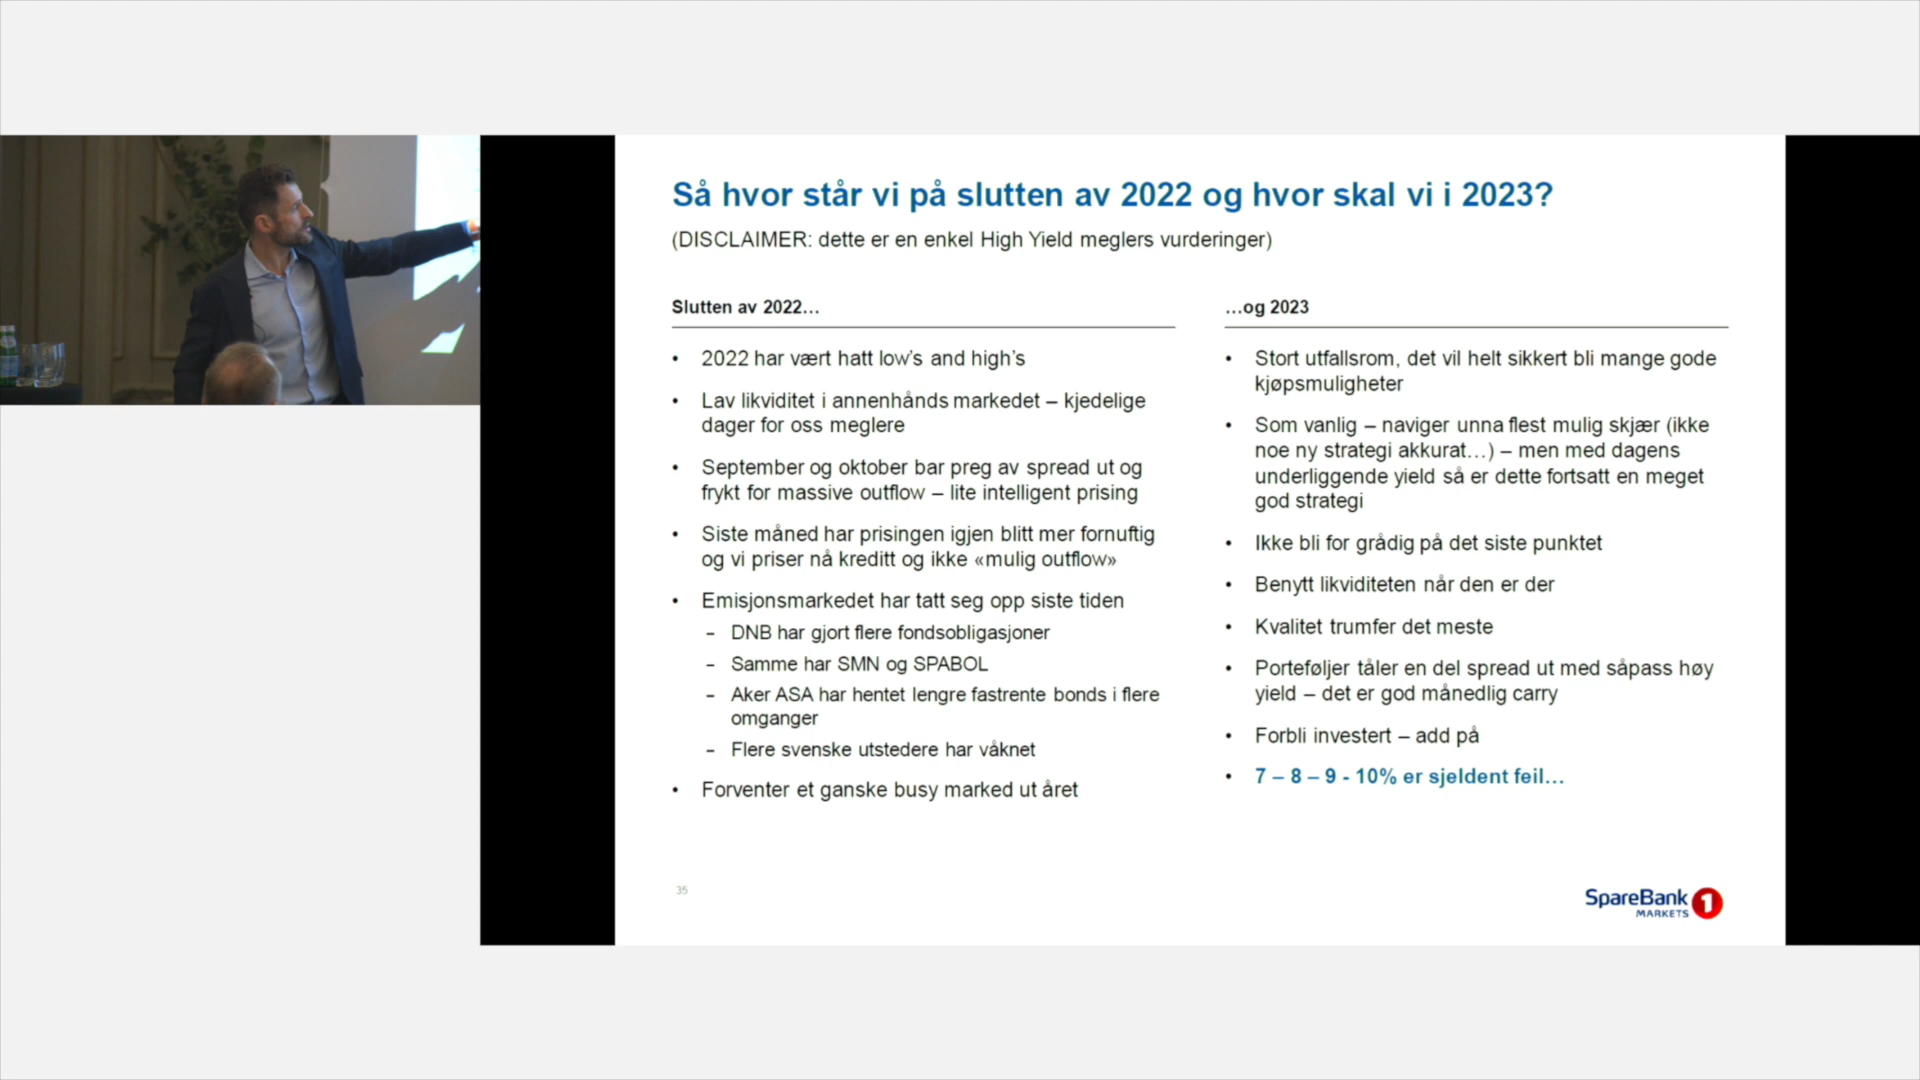 Så hvor står vi på slutten av 2022 og hvor skal vi i 2023?
(DISCLAIMER: dette er en enkel High Yield meglers vurderinger)
Slutten av 2022…
• 2022 har vært hatt low’s and high’s
• Lav likviditet i annenhånds markedet – kjedelige
dager for oss meglere
• September og oktober bar preg av spread ut og
frykt for massive outflow – lite intelligent prising
• Siste måned har prisingen igjen blitt mer fornuftig
og vi priser nå kreditt og ikke «mulig outflow»
• Emisjonsmarkedet har tatt seg opp siste tiden
– DNB har gjort flere fondsobligasjoner
– Samme har SMN og SPABOL
– Aker ASA har hentet lengre fastrente bonds i flere
omganger
– Flere svenske utstedere har våknet
• Forventer et ganske busy marked ut året
…og 2023
• Stort utfallsrom, det vil helt sikkert bli mange gode
kjøpsmuligheter
• Som vanlig – naviger unna flest mulig skjær (ikke
noe ny strategi akkurat…) – men med dagens
underliggende yield så er dette fortsatt en meget
god strategi
• Ikke bli for grådig på det siste punktet
• Benytt likviditeten når den er der
• Kvalitet trumfer det meste
• Porteføljer tåler en del spread ut med såpass høy
yield – det er god månedlig carry
• Forbli investert – add på
• 7 – 8 – 9 - 10% er sjeldent feil…
35
SpareBank 1
MARKETS